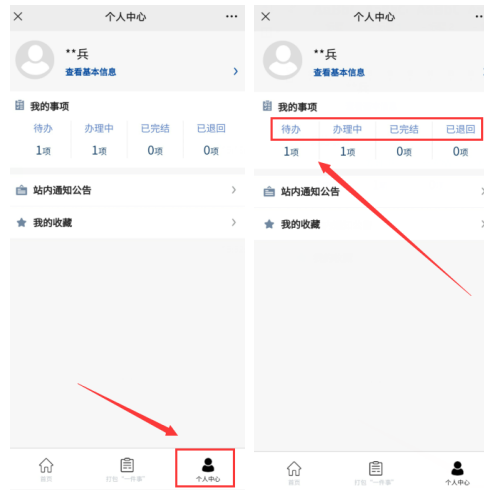 个人中心
**兵
查看基本信息
我的事项
待办 办理中 已完结 已退回
1项 1项 0项 0项
站内通知公告
我的收藏
首页 打包“一件事” 个人中心
个人中心
**兵
查看基本信息
我的事项
待办 办理中 已完结 已退回
1项 1项 0项 0项
站内通知公告
我的收藏
首页 打包“一件事” 个人中心